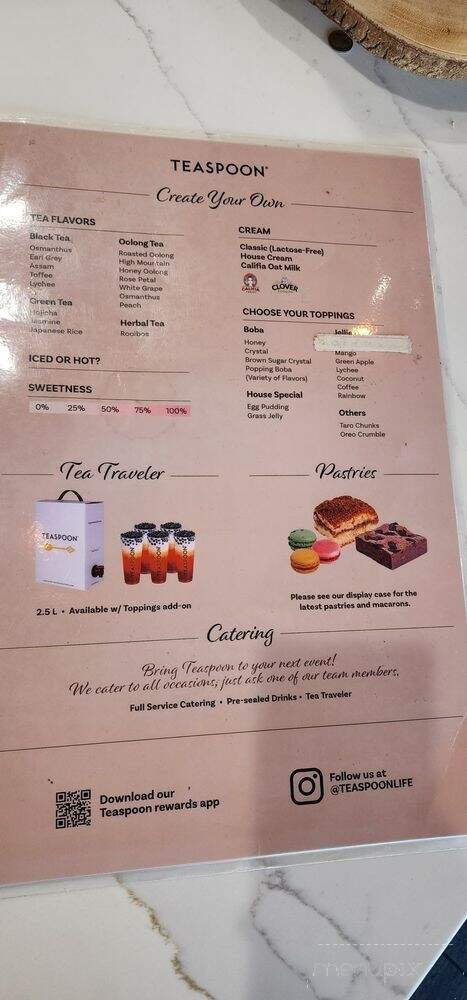 TEASPOON
Create Your Own
TEA FLAVORS
Black Tea
Osmanthus
Earl Grey
Assam
Toffee
Lychee
Green Tea
Hojicha
Jasmine
Japanese Rice
Oolong Tea
Roasted Oolong
High Mountain
Honey Oolong
Rose Petal
White Grape
Osmanthus
Peach
Herbal Tea
Rooibos
ICED OR HOT?
SWEETNESS
0% 25% 50% 75% 100%
CREAM
Classic (Lactose-Free)
House Cream
Califia Oat Milk
CALIFIA
CLOVER
CHOOSE YOUR TOPPINGS
Boba
Honey
Crystal
Brown Sugar Crystal
Popping Boba
(Variety of Flavors)
House Special
Egg Pudding
Grass Jelly
Mango
Green Apple
Lychee
Coconut
Coffee
Rainbow
Others
Taro Chunks
Oreo Crumble
Tea Traveler
TEASPOON
2.5 L • Available w/ Toppings add-on
Pastries
Please see our display case for the
latest pastries and macarons.
Catering
Bring Teaspoon to your next event!
We cater to all occasions; just ask one of our team members.
Full Service Catering • Pre-sealed Drinks • Tea Traveler
Download our
Teaspoon rewards app
Follow us at
@TEASPOONLIFE
menupix